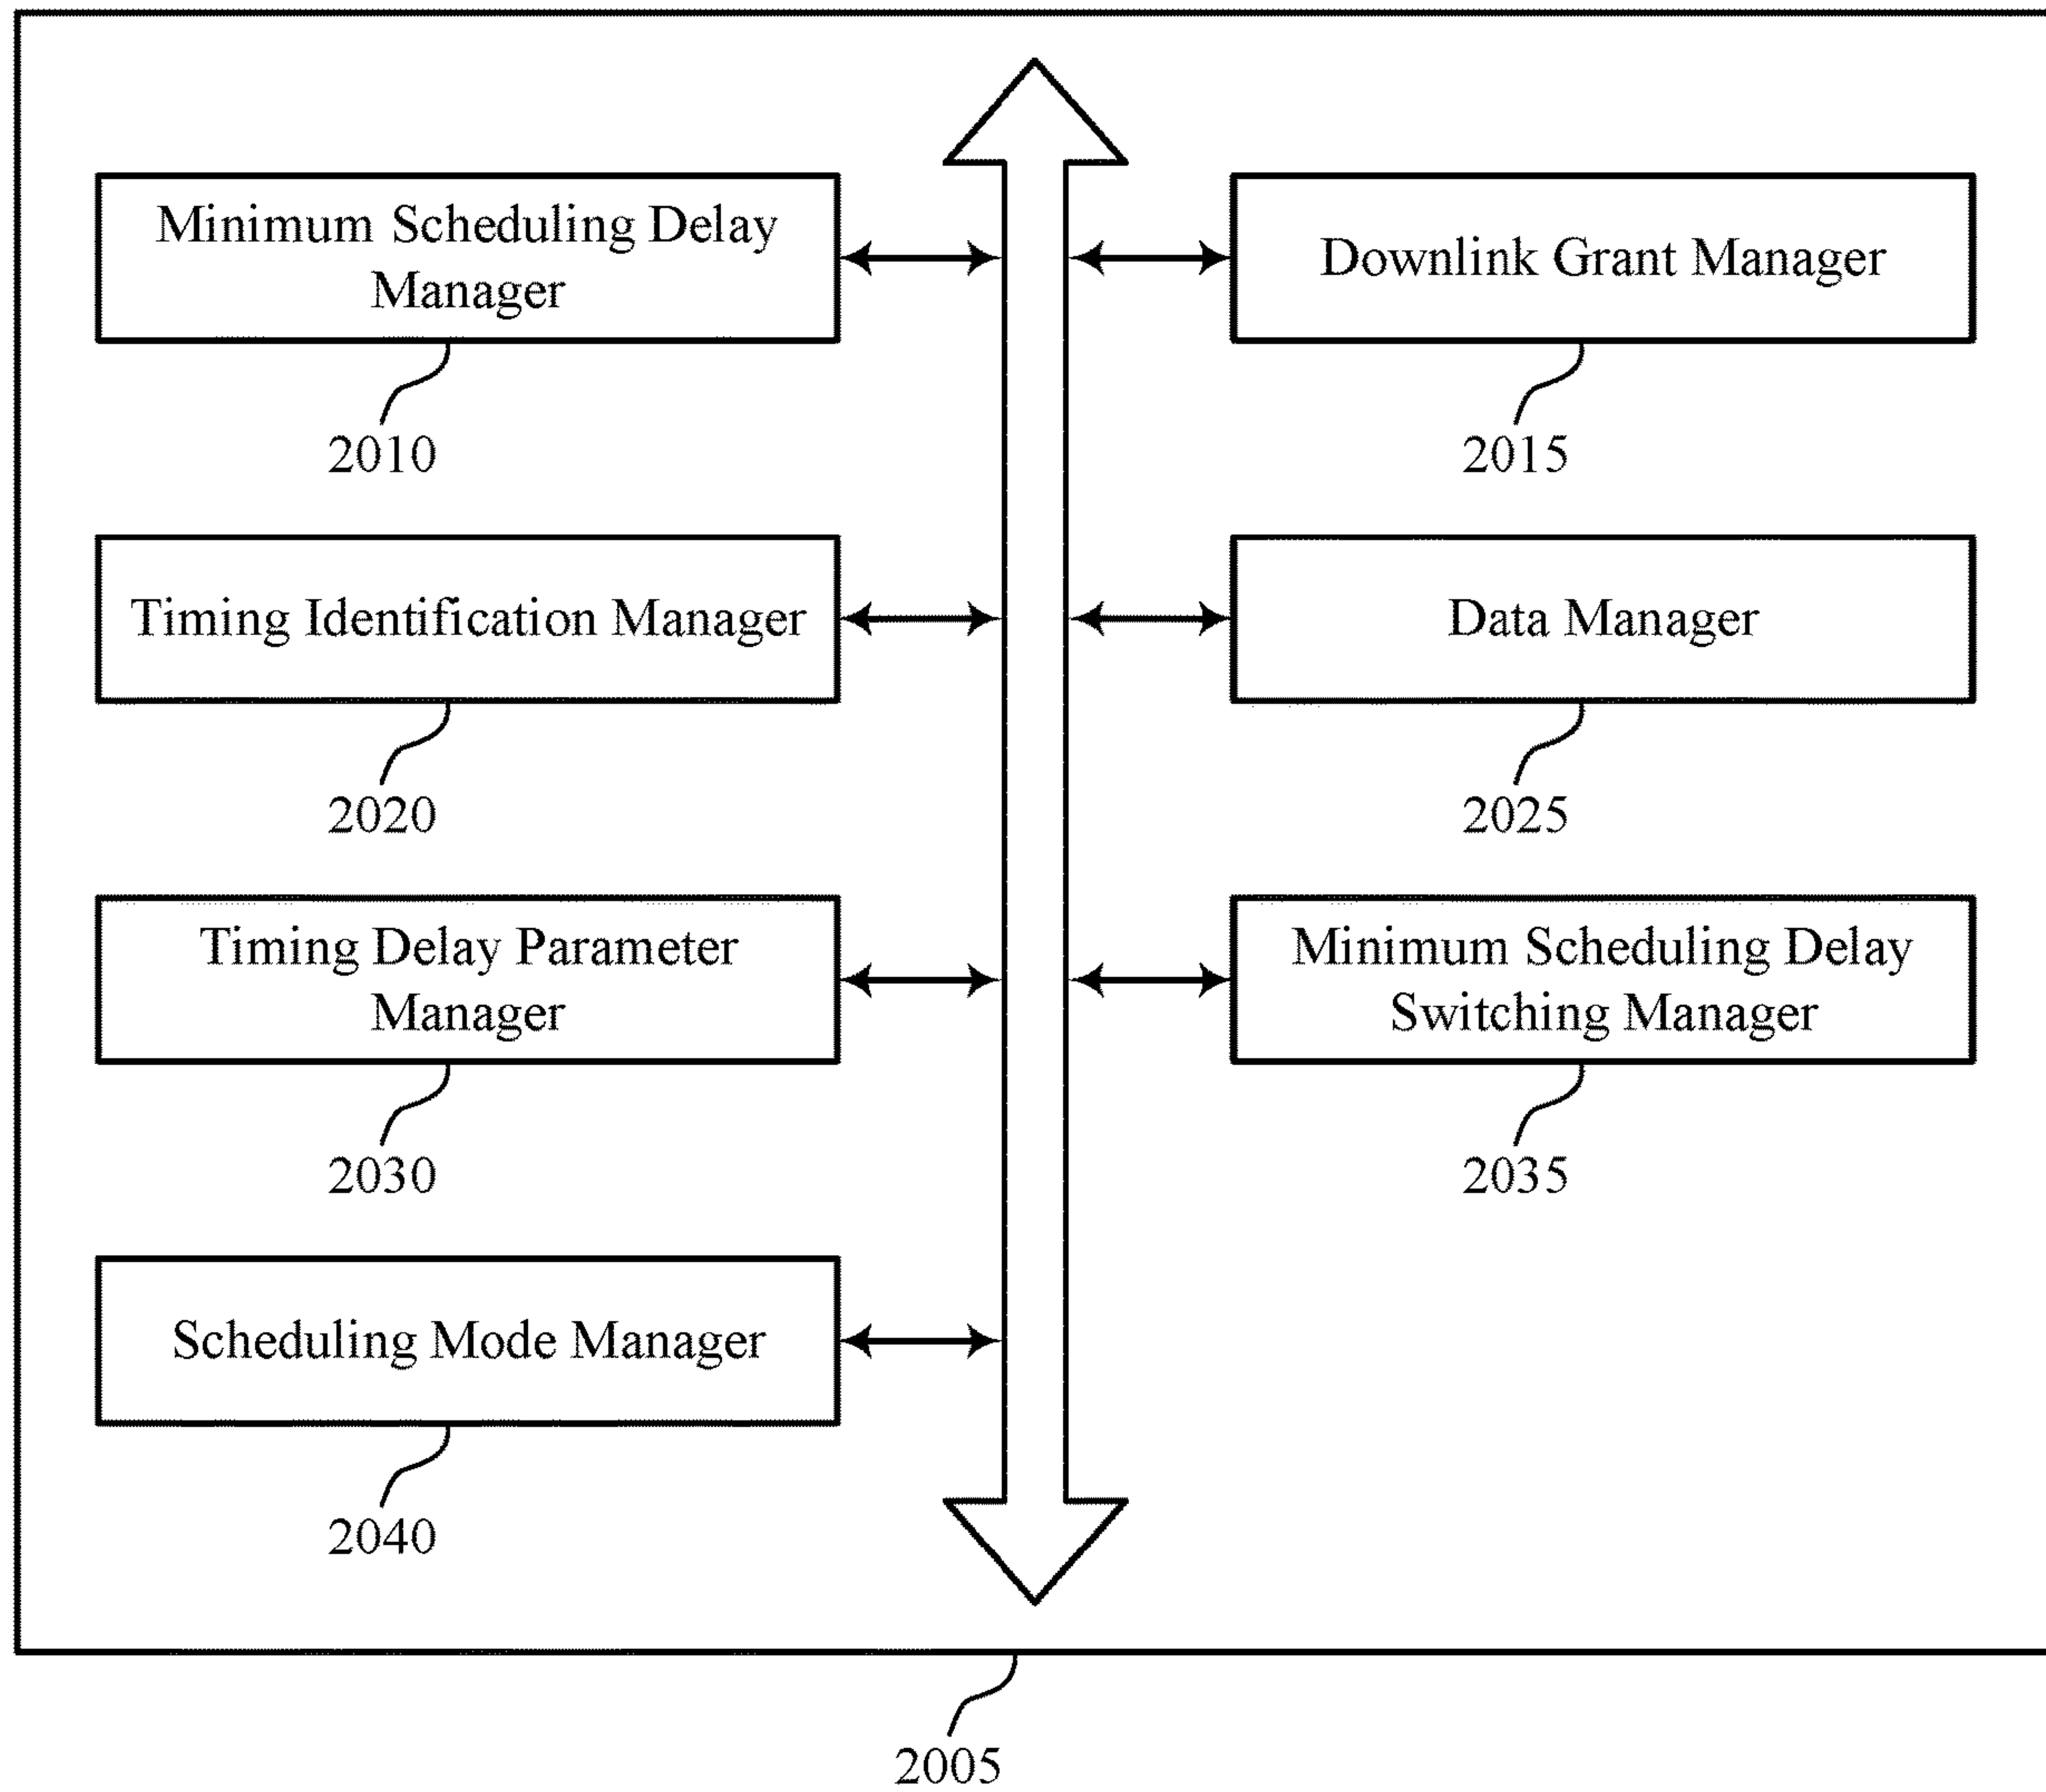 Minimum Scheduling Delay
Manager
2010
Downlink Grant Manager
2015
Timing Identification Manager
2020
Data Manager
2025
Timing Delay Parameter
Manager
2030
Minimum Scheduling Delay
Switching Manager
2035
Scheduling Mode Manager
2040
2005